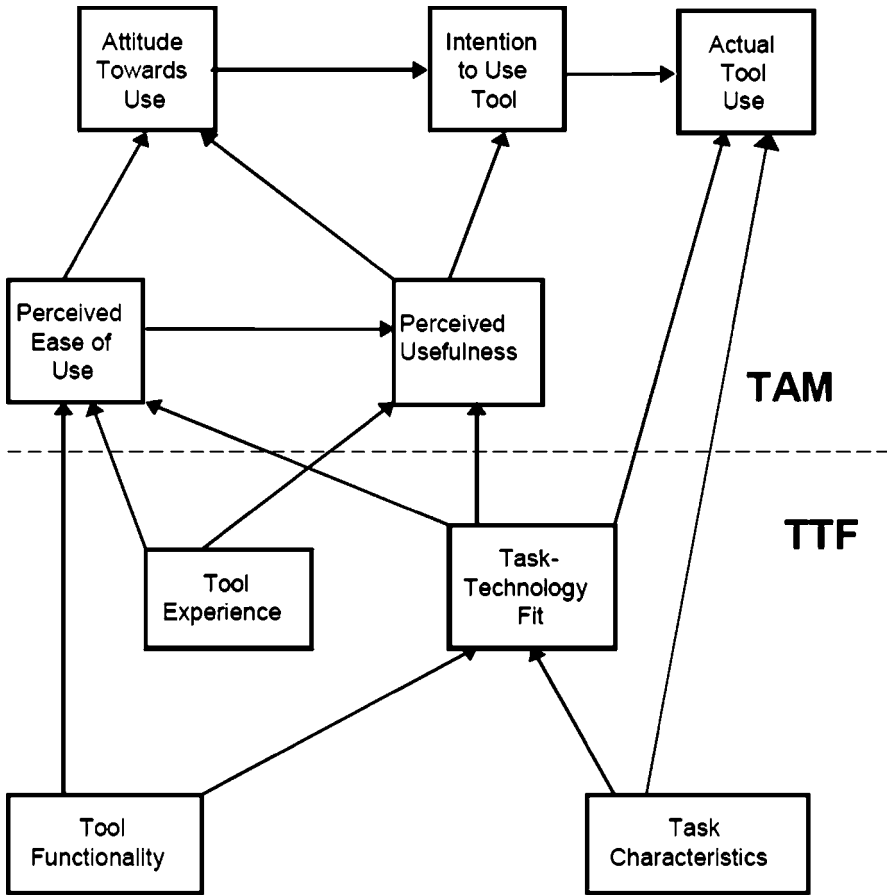 Attitude
Towards
Use
Intention
to Use
Tool
Actual
Tool
Use
Perceived
Ease of
Use
Perceived
Usefulness
TAM
TTF
Tool
Experience
Task-
Technology
Fit
Tool
Functionality
Task
Characteristics